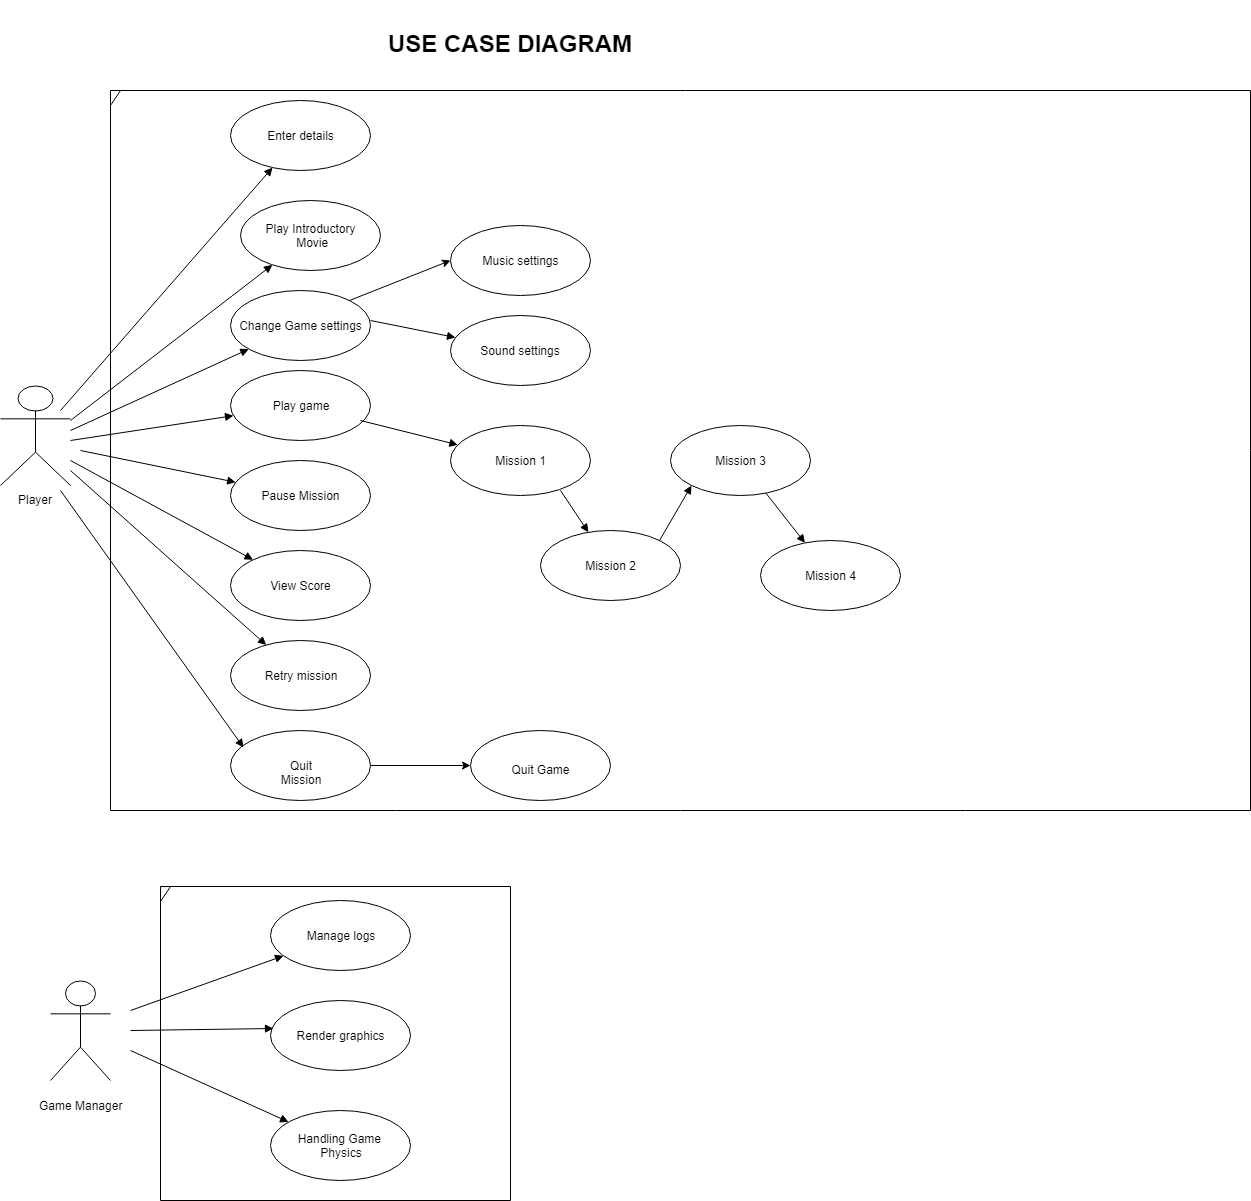 USE CASE DIAGRAM
Enter details
Play Introductory
Movie
Music settings
Change Game settings
Sound settings
Play game
Mission 1
Mission 3
Pause Mission
Player
Mission 2
Mission 4
View Score
Retry mission
Quit
Mission
Quit Game
Manage logs
Render graphics
Game Manager
Handling Game
Physics